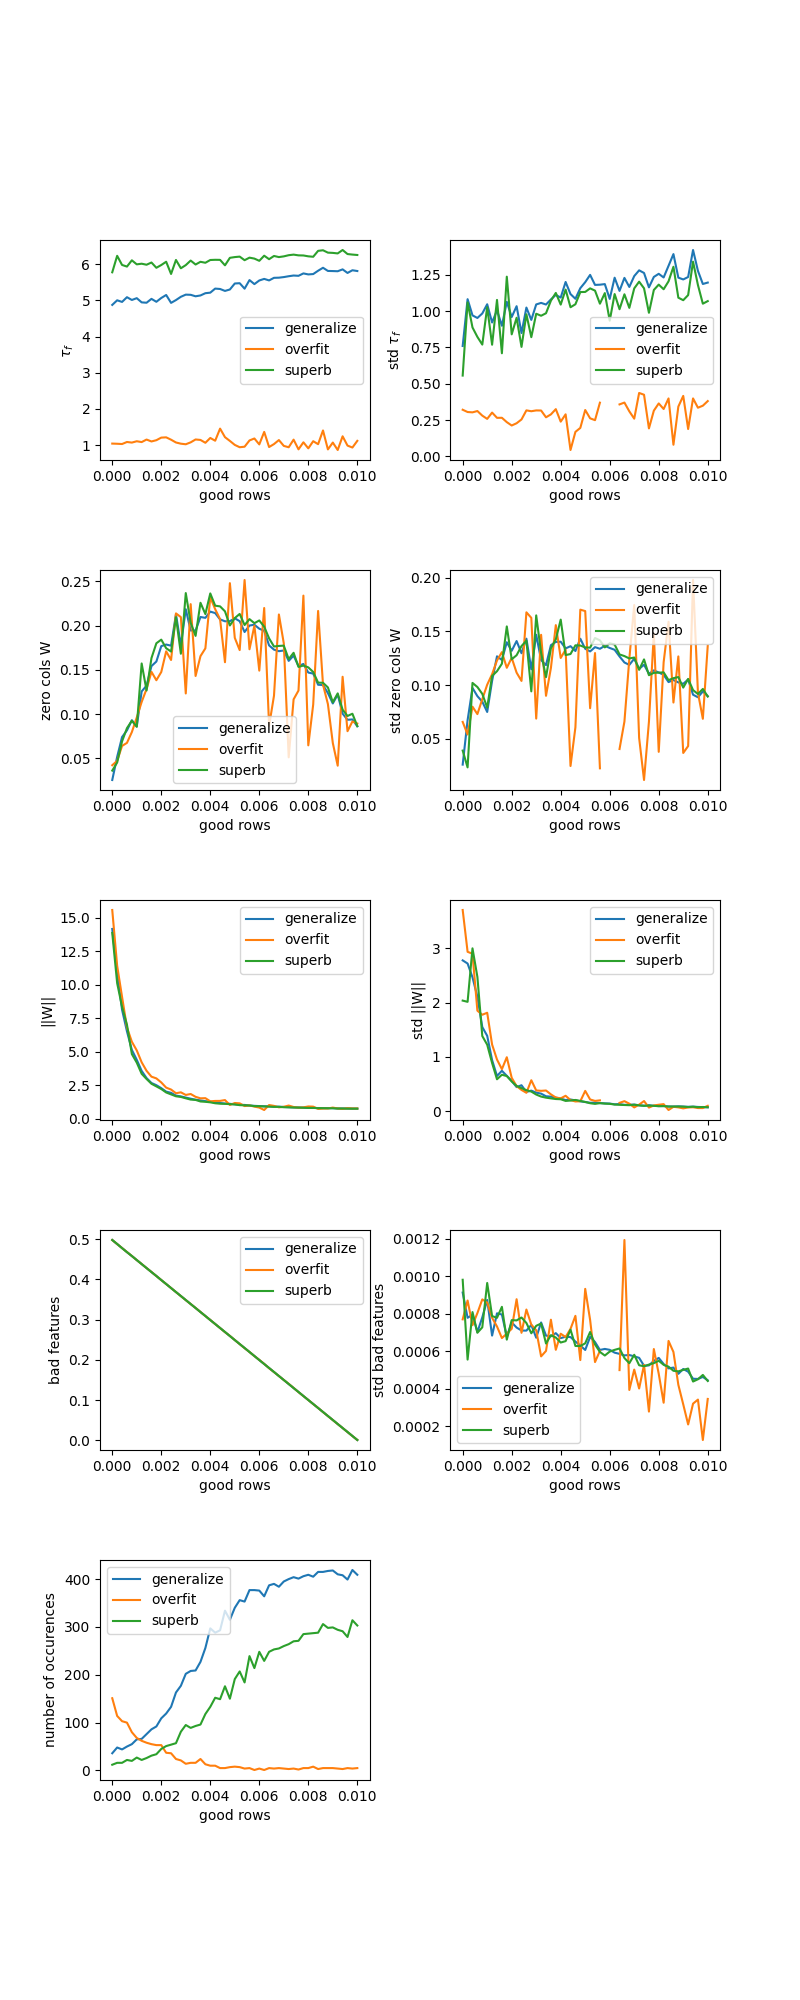 6
5
4
3
2
1
τf
generalize
overfit
superb
0.000 0.002 0.004 0.006 0.008 0.010
good rows
1.25
1.00
0.75
0.50
0.25
0.00
std τf
generalize
overfit
superb
0.000 0.002 0.004 0.006 0.008 0.010
good rows
0.25
0.20
0.15
0.10
0.05
zero cols W
generalize
overfit
superb
0.000 0.002 0.004 0.006 0.008 0.010
good rows
0.20
0.15
0.10
0.05
std zero cols W
generalize
overfit
superb
0.000 0.002 0.004 0.006 0.008 0.010
good rows
15.0
12.5
10.0
7.5
5.0
2.5
0.0
||W||
generalize
overfit
superb
0.000 0.002 0.004 0.006 0.008 0.010
good rows
3
2
1
0
std ||W||
generalize
overfit
superb
0.000 0.002 0.004 0.006 0.008 0.010
good rows
0.5
0.4
0.3
0.2
0.1
0.0
bad features
generalize
overfit
superb
0.000 0.002 0.004 0.006 0.008 0.010
good rows
0.0012
0.0010
0.0008
0.0006
0.0004
0.0002
std bad features
generalize
overfit
superb
0.000 0.002 0.004 0.006 0.008 0.010
good rows
400
300
200
100
0
number of occurences
generalize
overfit
superb
0.000 0.002 0.004 0.006 0.008 0.010
good rows